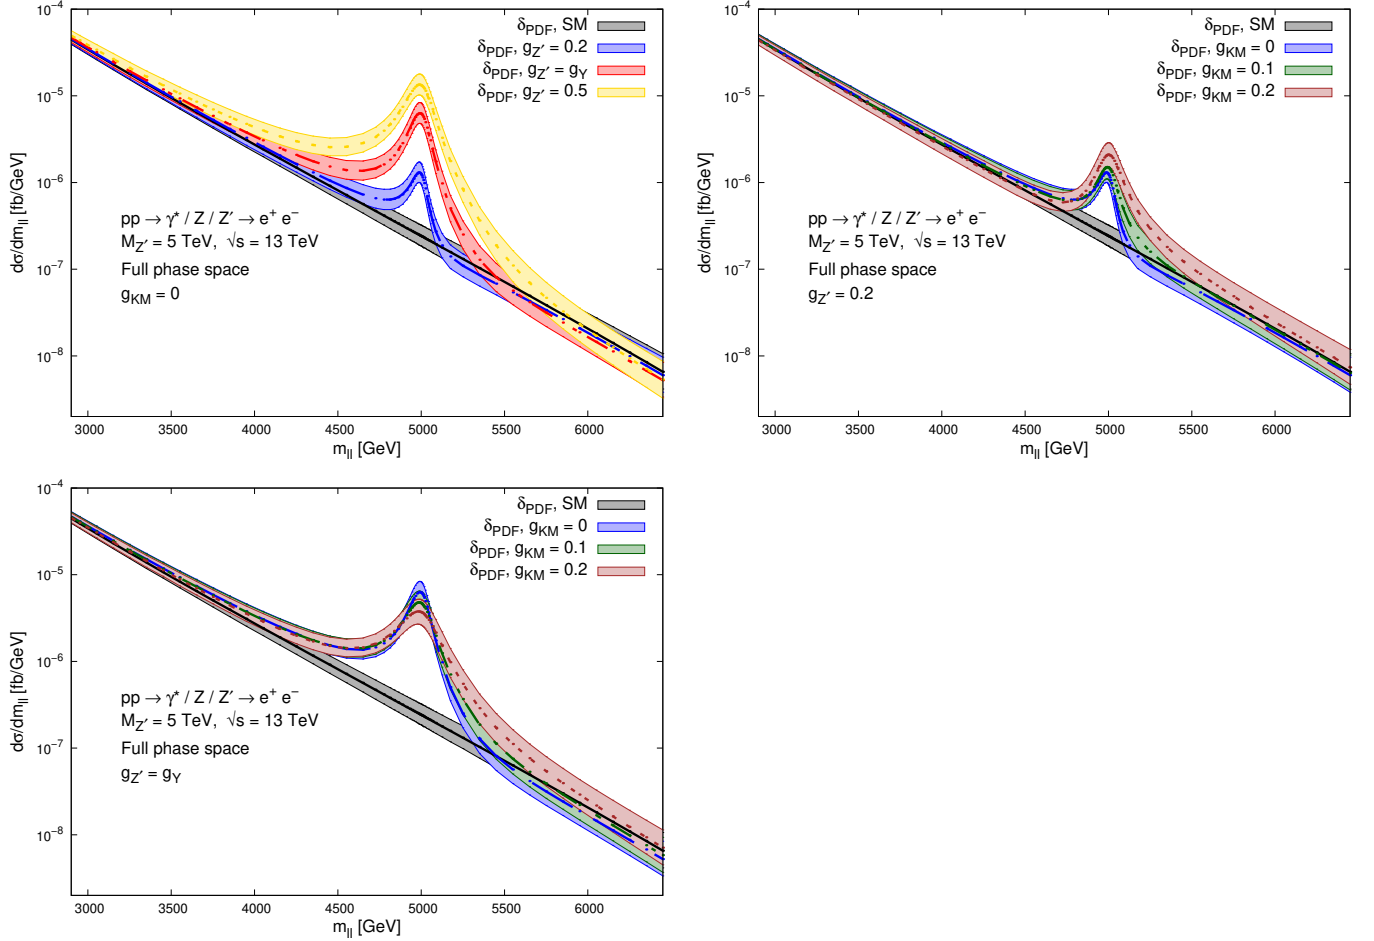 dσ/dm_ll [fb/GeV]
10⁻⁴
10⁻⁵
10⁻⁶
10⁻⁷
10⁻⁸
δ_PDF, SM
δ_PDF, g_Z′ = 0.2
δ_PDF, g_Z′ = g_Y
δ_PDF, g_Z′ = 0.5
pp → γ* / Z / Z′ → e⁺ e⁻
M_Z′ = 5 TeV, √s = 13 TeV
Full phase space
g_KM = 0
3000 3500 4000 4500 5000 5500 6000
m_ll [GeV]
dσ/dm_ll [fb/GeV]
10⁻⁴
10⁻⁵
10⁻⁶
10⁻⁷
10⁻⁸
δ_PDF, SM
δ_PDF, g_KM = 0
δ_PDF, g_KM = 0.1
δ_PDF, g_KM = 0.2
pp → γ* / Z / Z′ → e⁺ e⁻
M_Z′ = 5 TeV, √s = 13 TeV
Full phase space
g_Z′ = 0.2
3000 3500 4000 4500 5000 5500 6000
m_ll [GeV]
dσ/dm_ll [fb/GeV]
10⁻⁴
10⁻⁵
10⁻⁶
10⁻⁷
10⁻⁸
δ_PDF, SM
δ_PDF, g_KM = 0
δ_PDF, g_KM = 0.1
δ_PDF, g_KM = 0.2
pp → γ* / Z / Z′ → e⁺ e⁻
M_Z′ = 5 TeV, √s = 13 TeV
Full phase space
g_Z′ = g_Y
3000 3500 4000 4500 5000 5500 6000
m_ll [GeV]